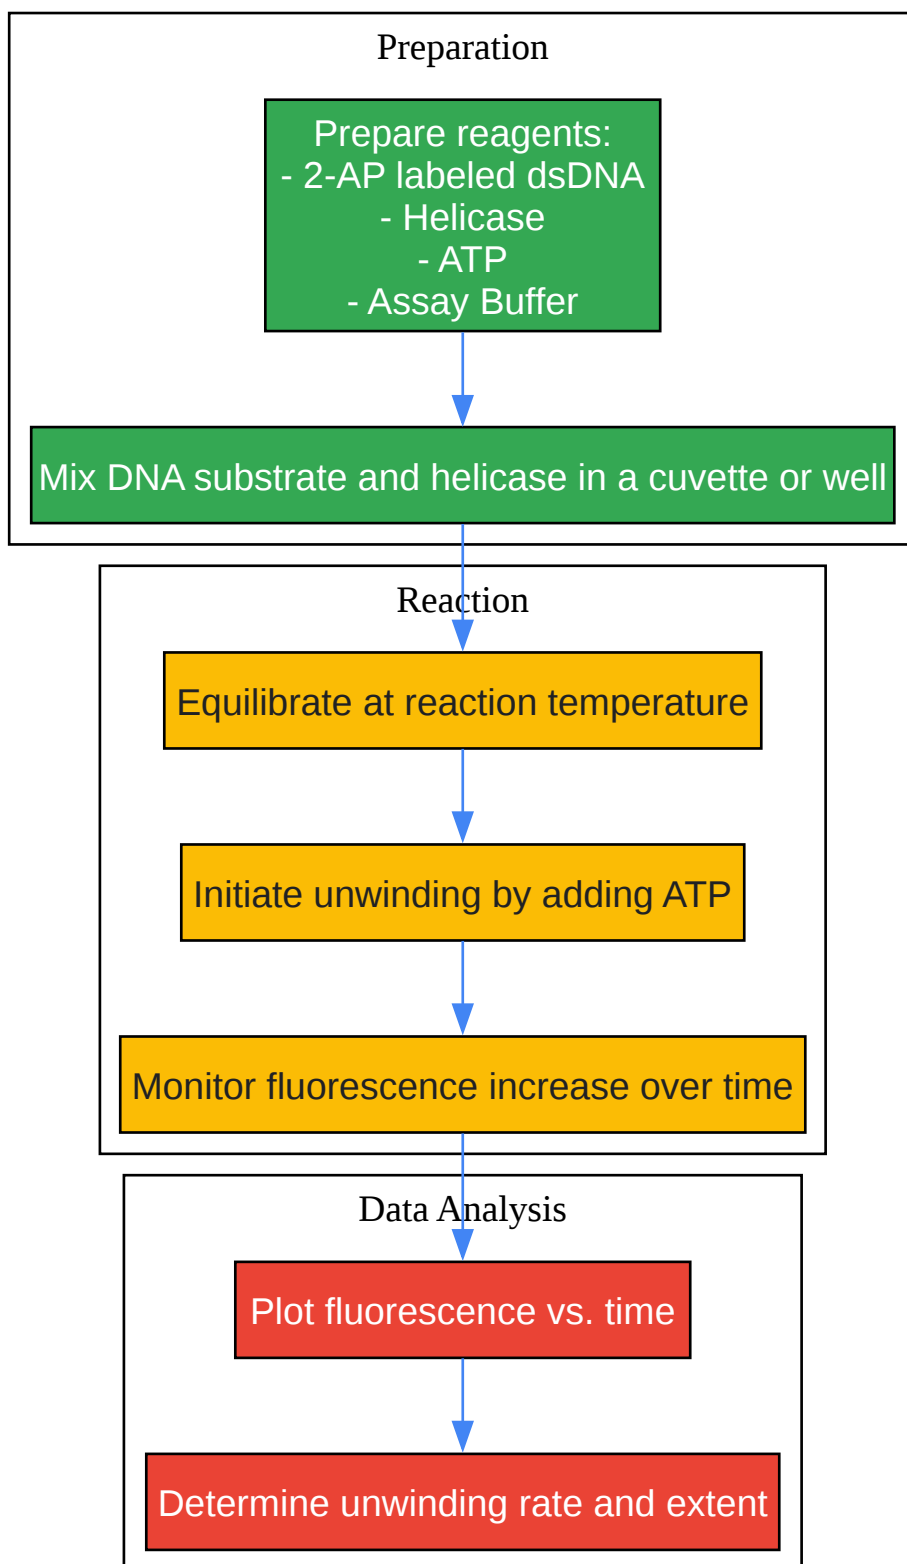 Preparation
Prepare reagents:
- 2-AP labeled dsDNA
- Helicase
- ATP
- Assay Buffer
Mix DNA substrate and helicase in a cuvette or well
Reaction
Equilibrate at reaction temperature
Initiate unwinding by adding ATP
Monitor fluorescence increase over time
Data Analysis
Plot fluorescence vs. time
Determine unwinding rate and extent